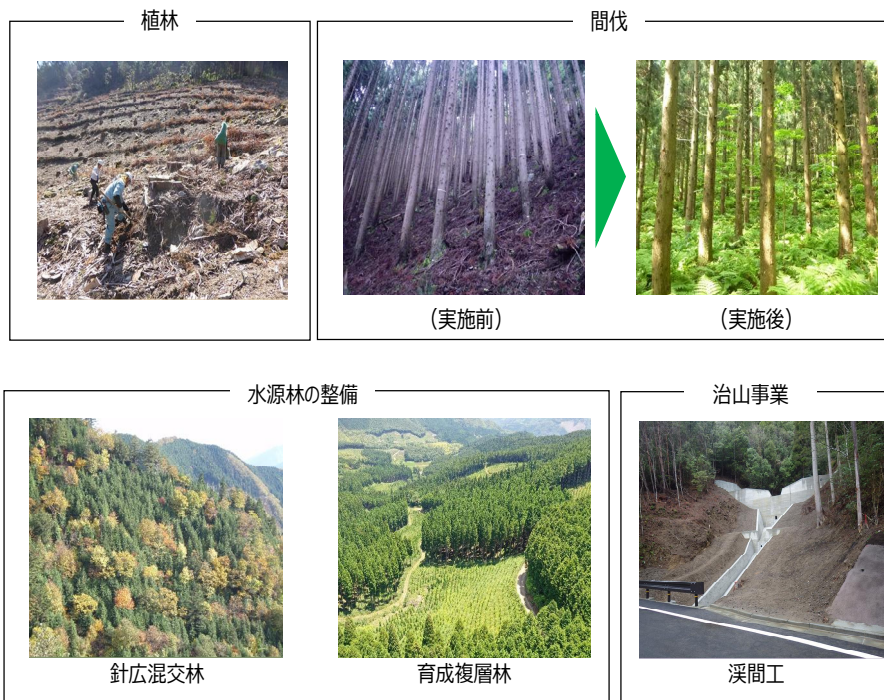 植林
間伐
(実施前)
(実施後)
水源林の整備
針広混交林
育成複層林
治山事業
渓間工